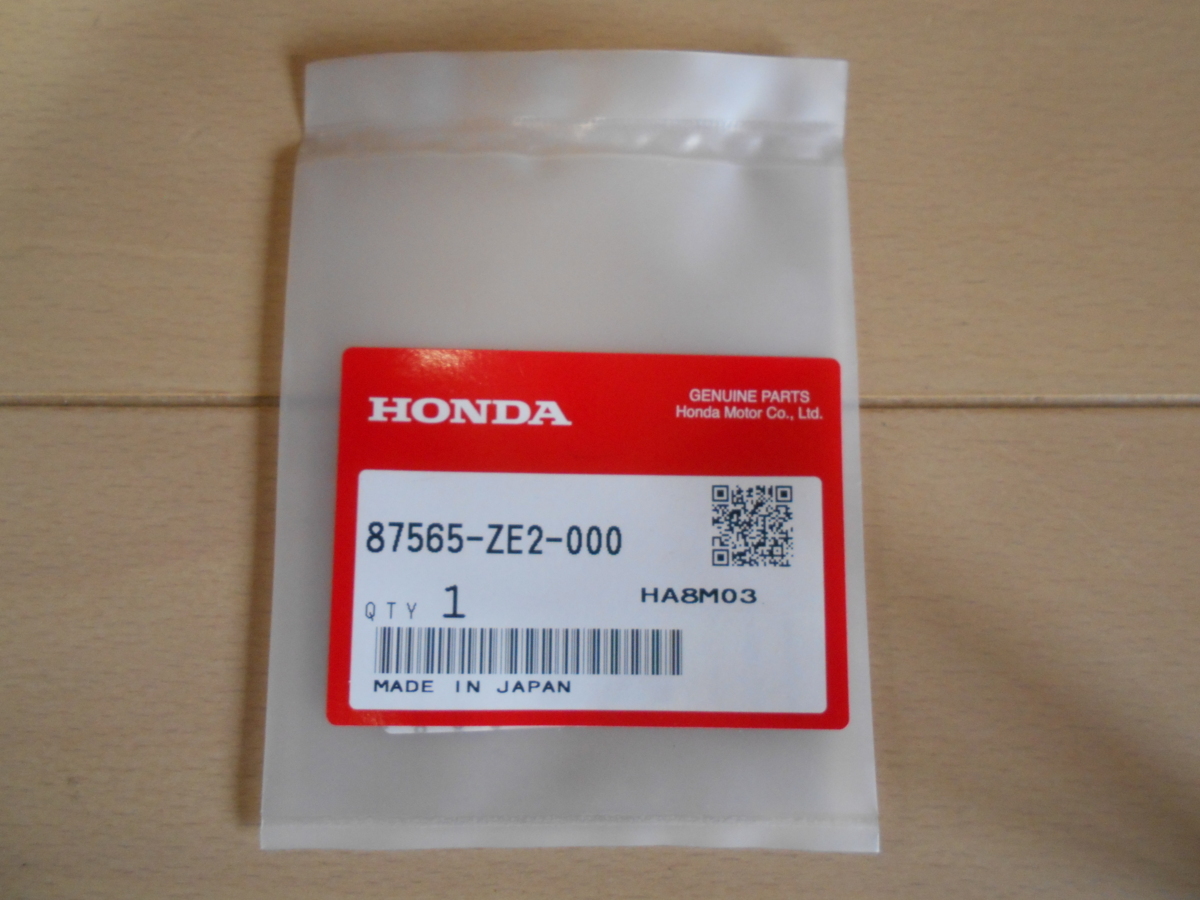 HONDA
GENUINE PARTS
Honda Motor Co., Ltd.
87565-ZE2-000
QTY 1
HA8M03
MADE IN JAPAN